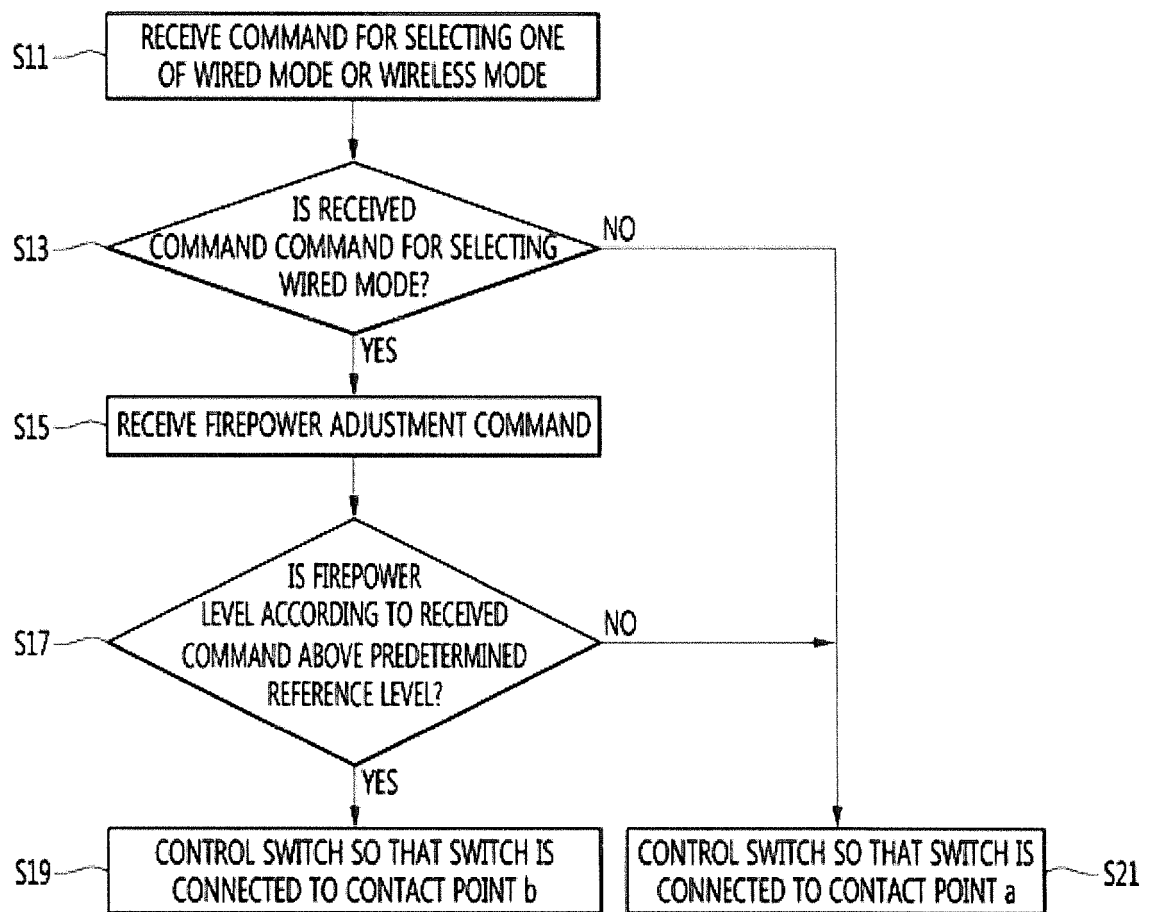 S11
RECEIVE COMMAND FOR SELECTING ONE
OF WIRED MODE OR WIRELESS MODE
S13
IS RECEIVED
COMMAND COMMAND FOR SELECTING
WIRED MODE?
NO
YES
S15
RECEIVE FIREPOWER ADJUSTMENT COMMAND
S17
IS FIREPOWER
LEVEL ACCORDING TO RECEIVED
COMMAND ABOVE PREDETERMINED
REFERENCE LEVEL?
NO
YES
S19
CONTROL SWITCH SO THAT SWITCH IS
CONNECTED TO CONTACT POINT b
CONTROL SWITCH SO THAT SWITCH IS
CONNECTED TO CONTACT POINT a
S21